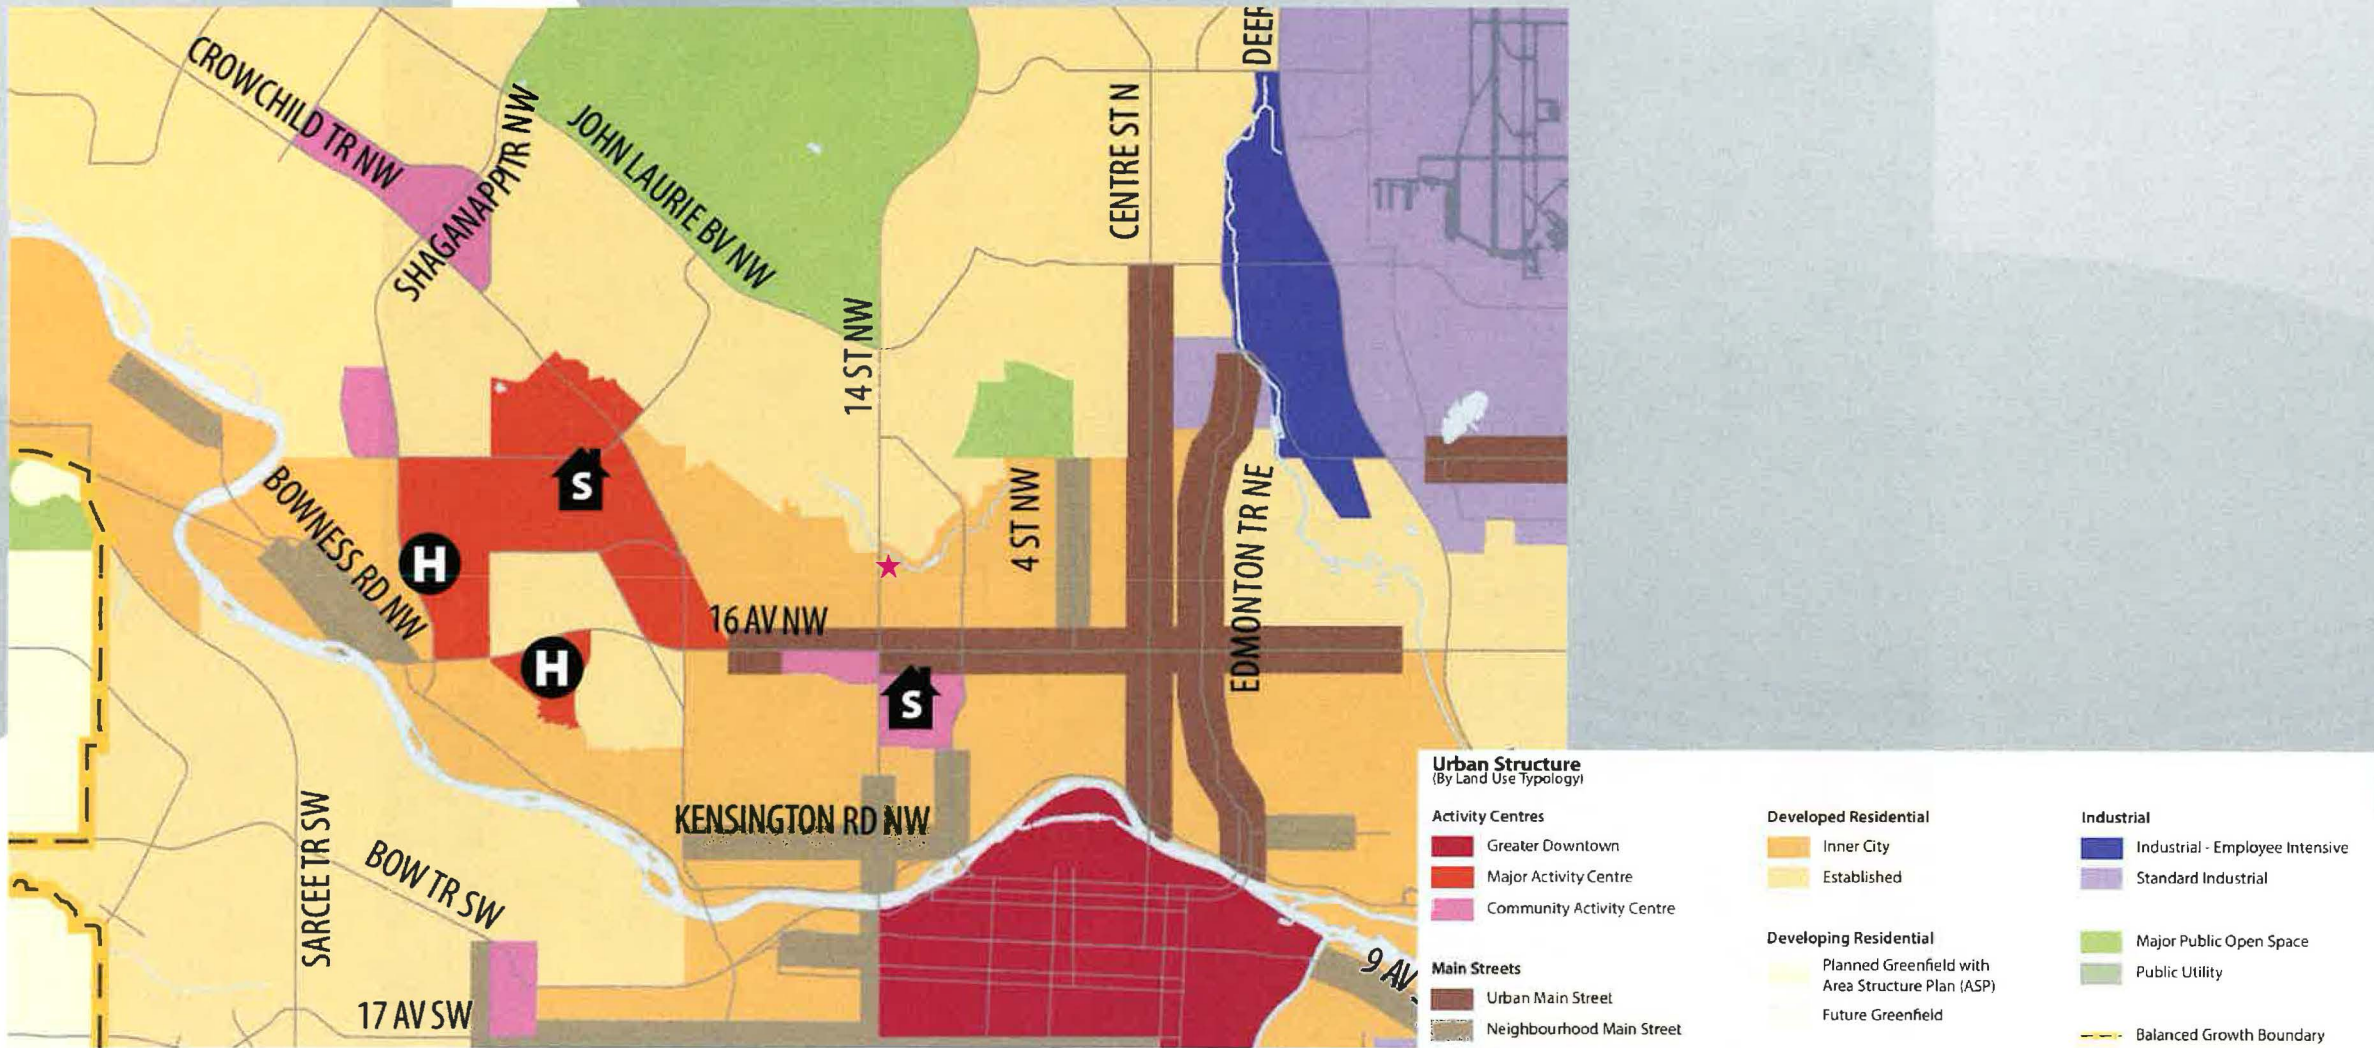 DEER
CROWCHILD TR NW
SHAGANAPPI TR NW
JOHN LAURIE BV NW
CENTRE ST N
14 ST NW
S
4 ST NW
EDMONTON TR NE
BOWNESS RD NW
H
16 AV NW
H
S
KENSINGTON RD NW
SARCEE TR SW
BOW TR SW
17 AV SW
9 AV
Urban Structure
(By Land Use Typology)
Activity Centres
Greater Downtown
Major Activity Centre
Community Activity Centre
Main Streets
Urban Main Street
Neighbourhood Main Street
Developed Residential
Inner City
Established
Developing Residential
Planned Greenfield with
Area Structure Plan (ASP)
Future Greenfield
Industrial
Industrial - Employee Intensive
Standard Industrial
Major Public Open Space
Public Utility
Balanced Growth Boundary